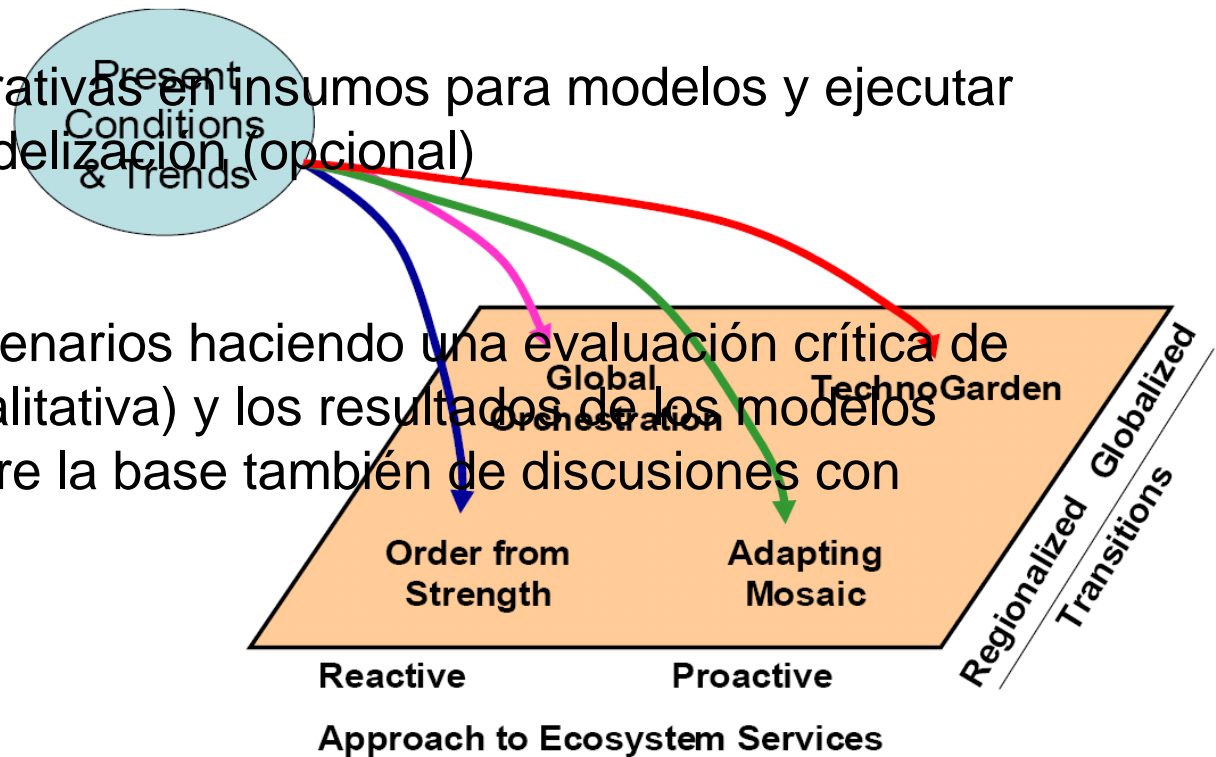 Present
Conditions
& Trends
rativas en insumos para modelos y ejecutar
delización (opcional)
enarios haciendo una evaluación crítica de
alitativa) y los resultados de los modelos
re la base también de discusiones con
Global
Orchestration
TechnoGarden
Order from
Strength
Adapting
Mosaic
Regionalized Globalized
Transitions
Reactive Proactive
Approach to Ecosystem Services